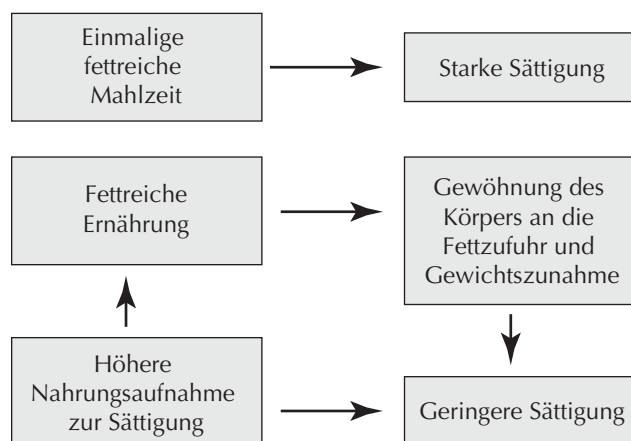 Einmalige
fettreiche
Mahlzeit
Starke Sättigung
Fettreiche
Ernährung
Gewöhnung des
Körpers an die
Fettzufuhr und
Gewichtszunahme
Höhere
Nahrungsaufnahme
zur Sättigung
Geringere Sättigung